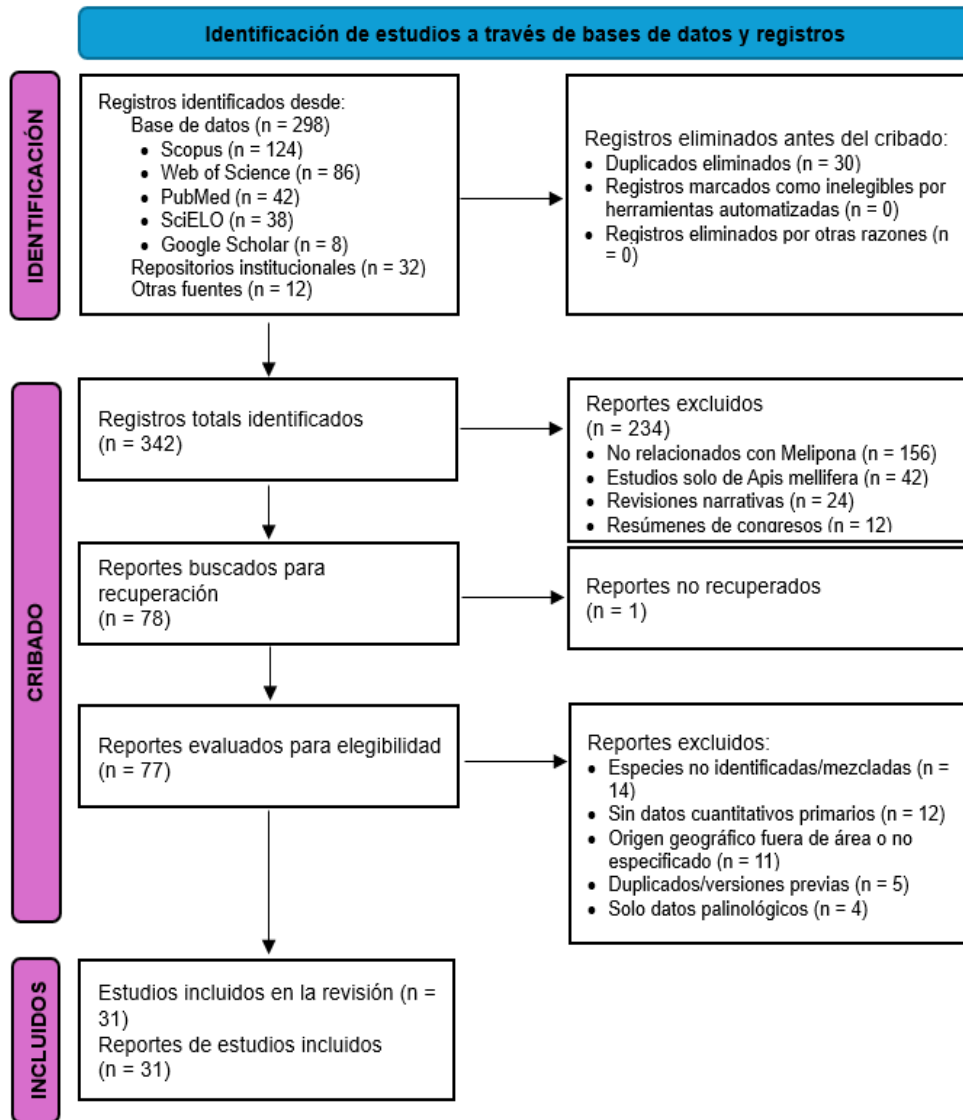 Identificación de estudios a través de bases de datos y registros
IDENTIFICACIÓN
Registros identificados desde:
Base de datos (n = 298)
• Scopus (n = 124)
• Web of Science (n = 86)
• PubMed (n = 42)
• SciELO (n = 38)
• Google Scholar (n = 8)
Repositorios institucionales (n = 32)
Otras fuentes (n = 12)
Registros eliminados antes del cribado:
• Duplicados eliminados (n = 30)
• Registros marcados como inelegibles por
herramientas automatizadas (n = 0)
• Registros eliminados por otras razones (n
= 0)
CRIBADO
Registros totals identificados
(n = 342)
Reportes excluidos
(n = 234)
• No relacionados con Melipona (n = 156)
• Estudios solo de Apis mellifera (n = 42)
• Revisiones narrativas (n = 24)
• Resúmenes de congresos (n = 12)
Reportes buscados para
recuperación
(n = 78)
Reportes no recuperados
(n = 1)
Reportes evaluados para elegibilidad
(n = 77)
Reportes excluidos:
• Especies no identificadas/mezcladas (n =
14)
• Sin datos cuantitativos primarios (n = 12)
• Origen geográfico fuera de área o no
especificado (n = 11)
• Duplicados/versiones previas (n = 5)
• Solo datos palinológicos (n = 4)
INCLUIDOS
Estudios incluidos en la revisión (n =
31)
Reportes de estudios incluidos
(n = 31)